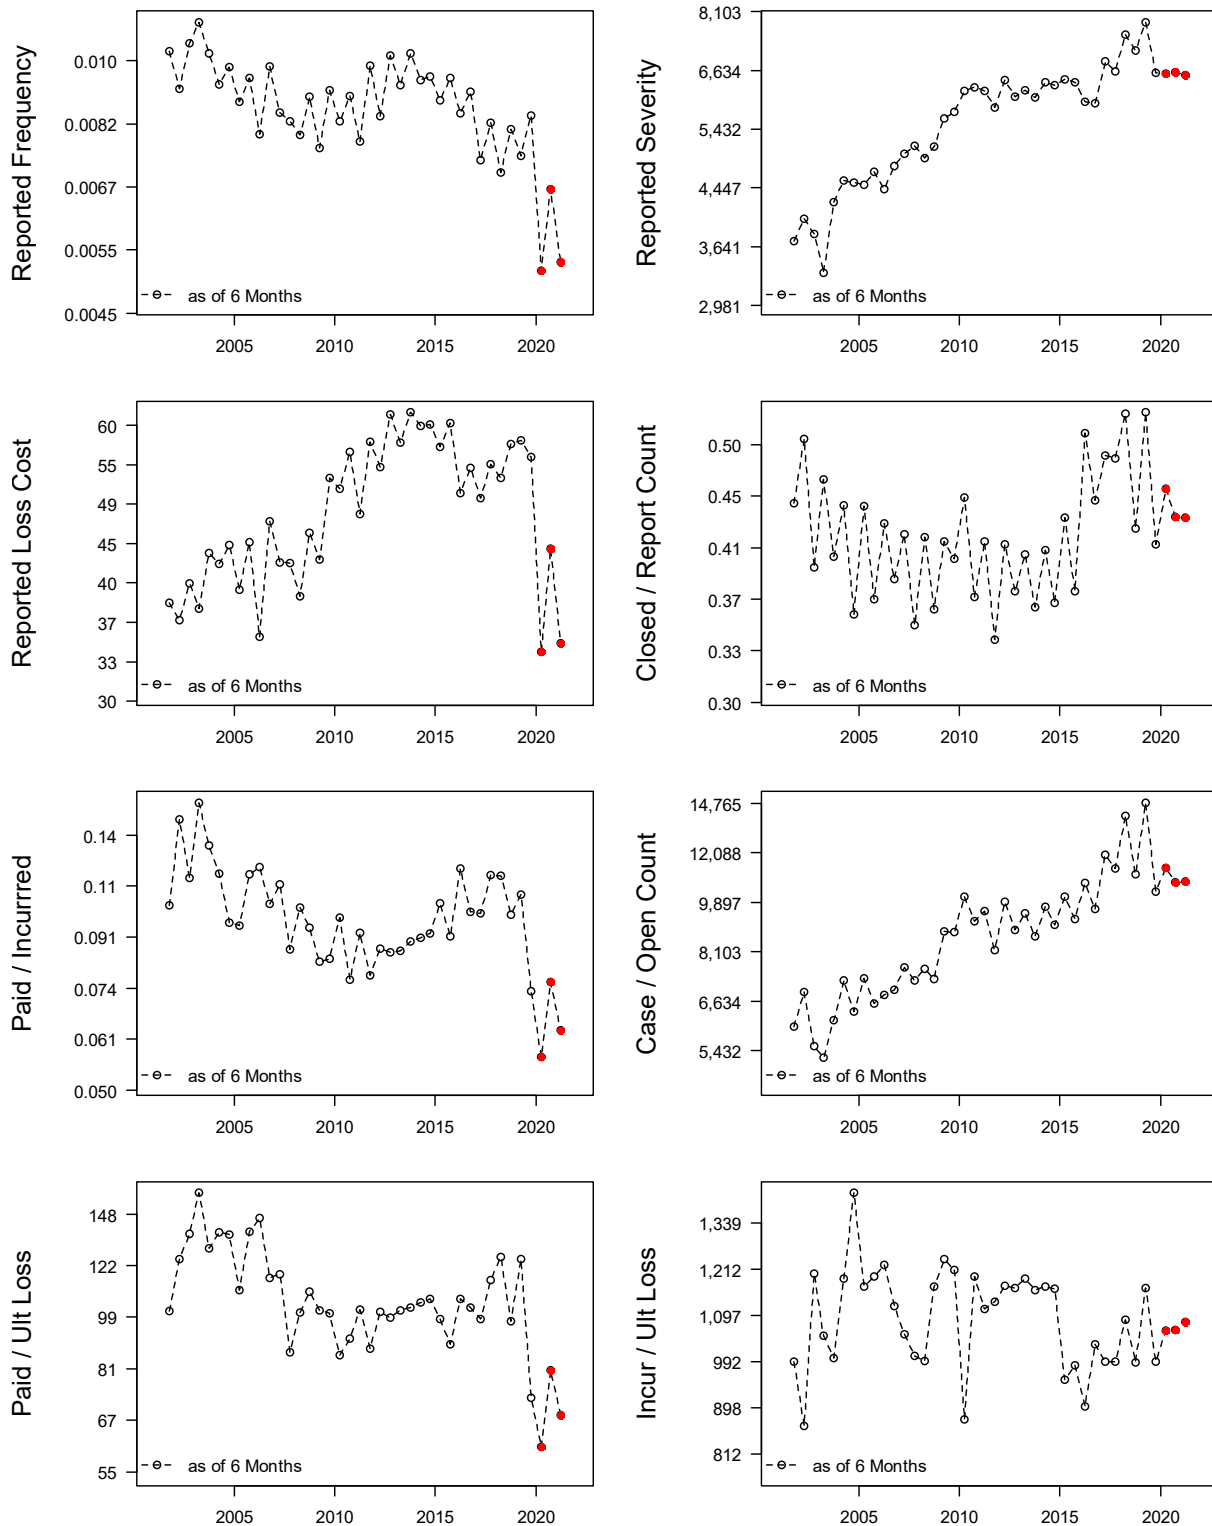 Reported Frequency
0.010
0.0082
0.0067
0.0055
0.0045
as of 6 Months
2005 2010 2015 2020
Reported Severity
8,103
6,634
5,432
4,447
3,641
2,981
as of 6 Months
2005 2010 2015 2020
Reported Loss Cost
60
55
49
45
40
37
33
30
as of 6 Months
2005 2010 2015 2020
Closed / Report Count
0.50
0.45
0.41
0.37
0.33
0.30
as of 6 Months
2005 2010 2015 2020
Paid / Incurrred
0.14
0.11
0.091
0.074
0.061
0.050
as of 6 Months
2005 2010 2015 2020
Case / Open Count
14,765
12,088
9,897
8,103
6,634
5,432
as of 6 Months
2005 2010 2015 2020
Paid / Ult Loss
148
122
99
81
67
55
as of 6 Months
2005 2010 2015 2020
Incur / Ult Loss
1,339
1,212
1,097
992
898
812
as of 6 Months
2005 2010 2015 2020